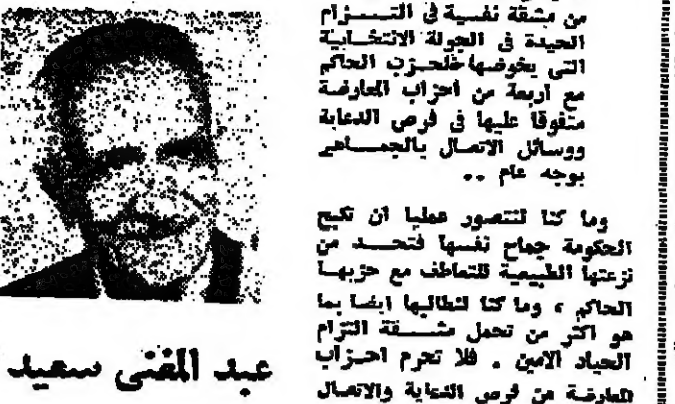 من مشقة نفسية فى التـــزام
الحيدة فى الجولة الانتخابية
التى يخوضها الحـزب الحاكم
مع اربعة من احزاب المعارضة
متفوقا عليها فى فرص الدعاية
ووسائل الاتصال بالجمـــاهير
بوجه عام ..
وما كنا لنتصور عمليا ان تكبح
الحكومة جماح نفسها فتحـــد من
نزعتها الطبيعية للتعاطف مع حزبهـا
الحاكم ، وما كنا لنطالبها ايضا بما
هو اكثر من تحمل مشـــقة التزام
الحياد الامين . فلا تحرم احـزاب
المعارضة من فرص الدعاية والاتصال
عبد المغنى سعيد